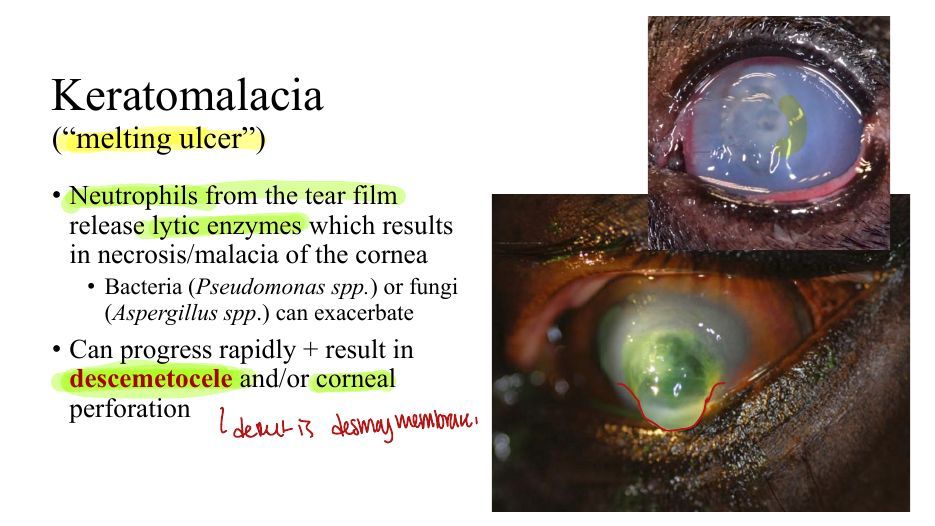 Keratomalacia
(“melting ulcer”)
• Neutrophils from the tear film
release lytic enzymes which results
in necrosis/malacia of the cornea
• Bacteria (Pseudomonas spp.) or fungi
(Aspergillus spp.) can exacerbate
• Can progress rapidly + result in
descemetocele and/or corneal
perforation